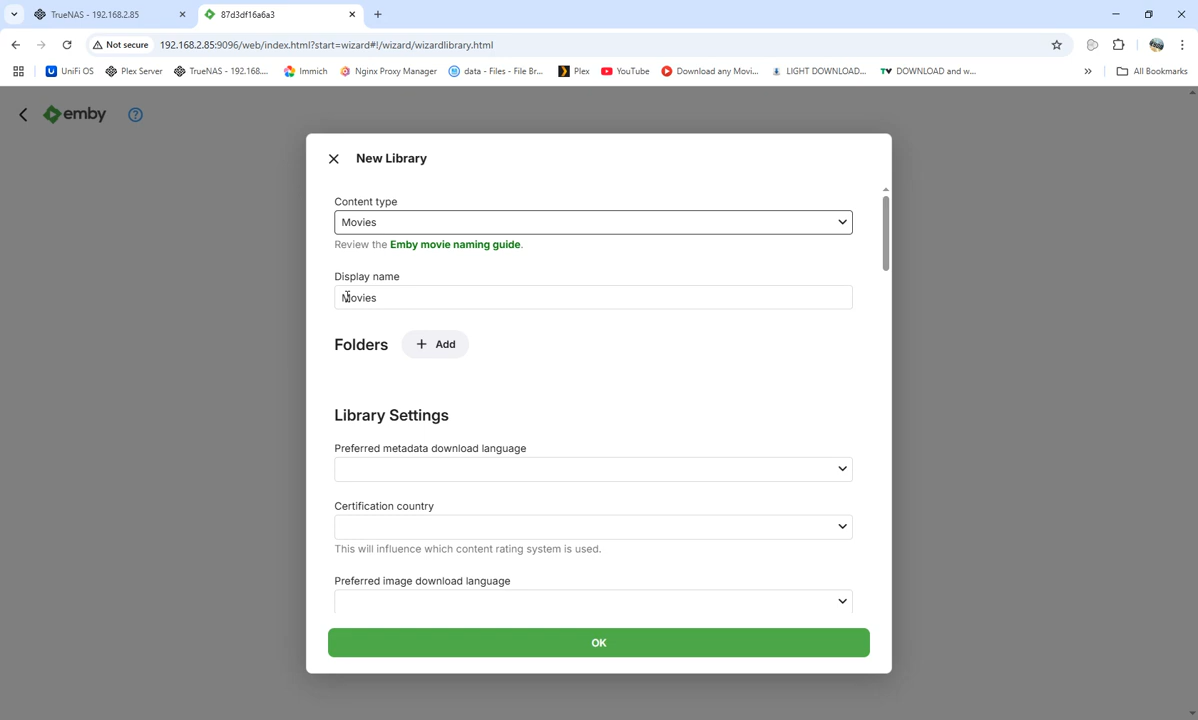 TrueNAS - 192.168.2.85
87d3df16a6a3
Not secure
192.168.2.85:9096/web/index.html?start=wizard#!/wizard/wizardlibrary.html
UniFi OS
Plex Server
TrueNAS - 192.168....
Immich
Nginx Proxy Manager
data - Files - File Br...
Plex
YouTube
Download any Movi...
LIGHT DOWNLOAD...
DOWNLOAD and w...
All Bookmarks
emby
New Library
Content type
Movies
Review the Emby movie naming guide.
Display name
Movies
Folders
+ Add
Library Settings
Preferred metadata download language
Certification country
This will influence which content rating system is used.
Preferred image download language
OK